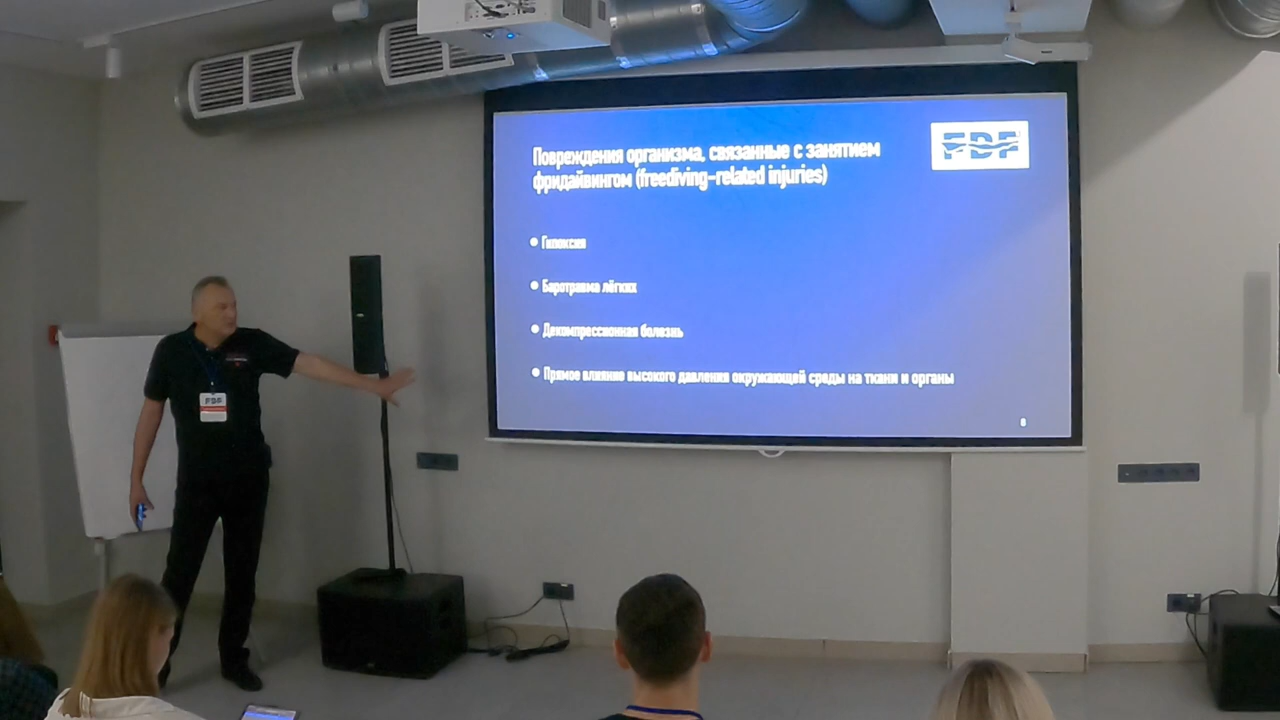 Повреждения организма, связанные с занятием
фридайвингом (freediving-related injuries)
FDF
• Гипоксия
• Баротравма лёгких
• Декомпрессионная болезнь
• Прямое влияние высокого давления окружающей среды на ткани и органы
8
FDF